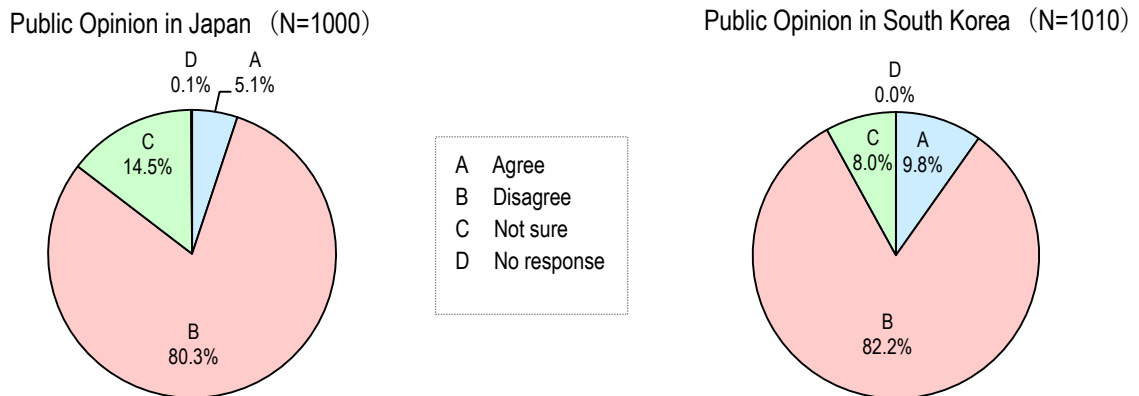 Public Opinion in Japan （N=1000）
D
0.1%
A
5.1%
C
14.5%
B
80.3%
A Agree
B Disagree
C Not sure
D No response
Public Opinion in South Korea （N=1010）
D
0.0%
C
8.0%
A
9.8%
B
82.2%